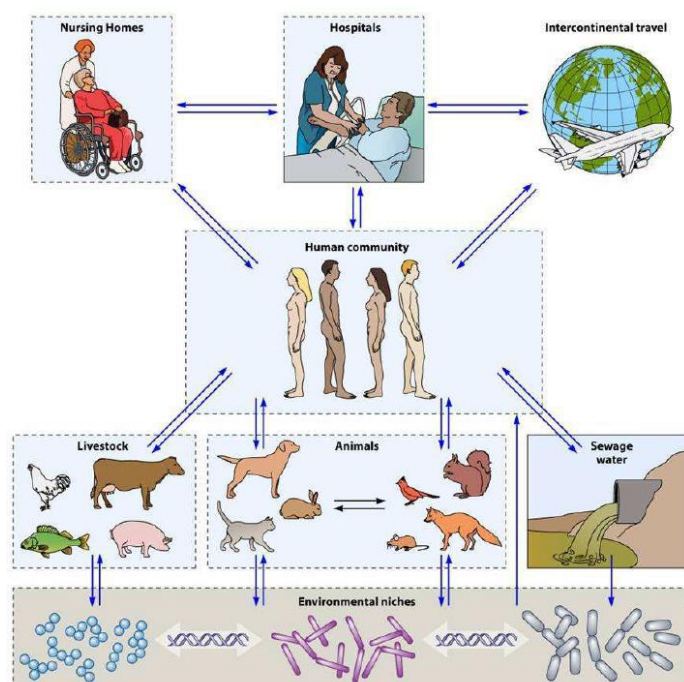 Nursing Homes
Hospitals
Intercontinental travel
Human community
Livestock
Animals
Sewage
water
Environmental niches